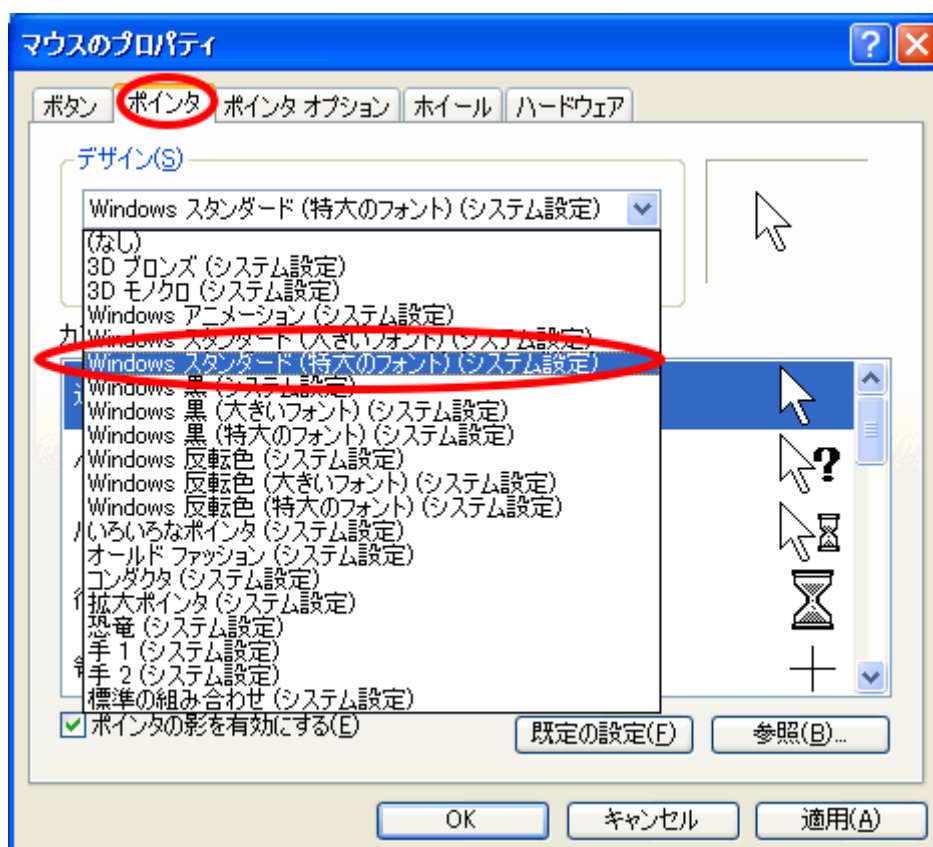 マウスのプロパティ
ボタン ポインタ ポインタ オプション ホイール ハードウェア
デザイン(S)
Windows スタンダード (特大のフォント) (システム設定)
(なし)
3D ブロンズ (システム設定)
3D モノクロ (システム設定)
Windows アニメーション (システム設定)
Windows スタンダード (大きいフォント) (システム設定)
Windows スタンダード (特大のフォント) (システム設定)
Windows 黒 (システム設定)
Windows 黒 (大きいフォント) (システム設定)
Windows 黒 (特大のフォント) (システム設定)
Windows 反転色 (システム設定)
Windows 反転色 (大きいフォント) (システム設定)
Windows 反転色 (特大のフォント) (システム設定)
いろいろなポインタ (システム設定)
オールド ファッション (システム設定)
コンダクタ (システム設定)
拡大ポインタ (システム設定)
恐竜 (システム設定)
手 1 (システム設定)
手 2 (システム設定)
標準の組み合わせ (システム設定)
ポインタの影を有効にする(E)
既定の設定(F) 参照(B)...
OK キャンセル 適用(A)